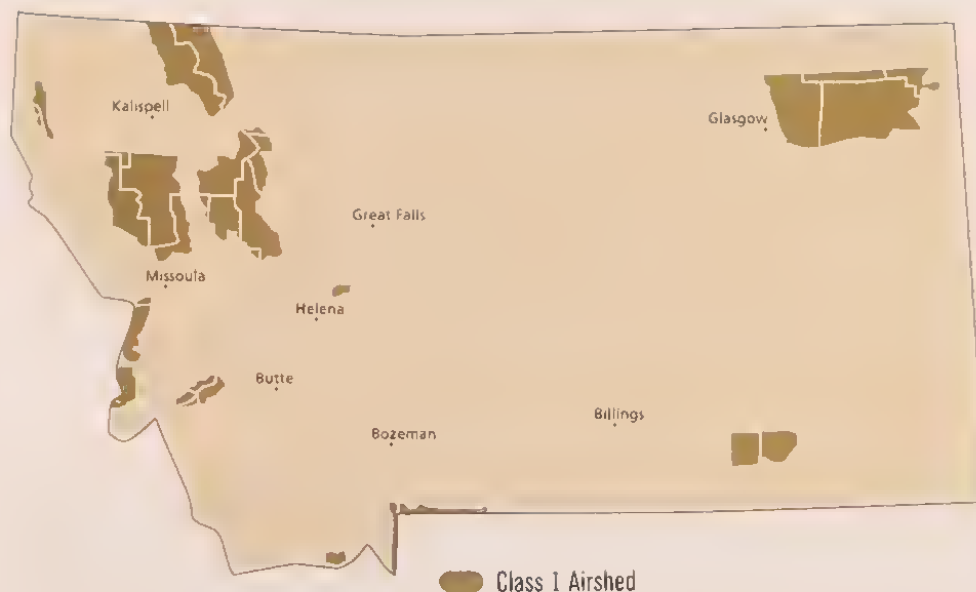 Kalispell
Glasgow
Great Falls
Missoula
Helena
Butte
Billings
Bozeman
Class I Airshed